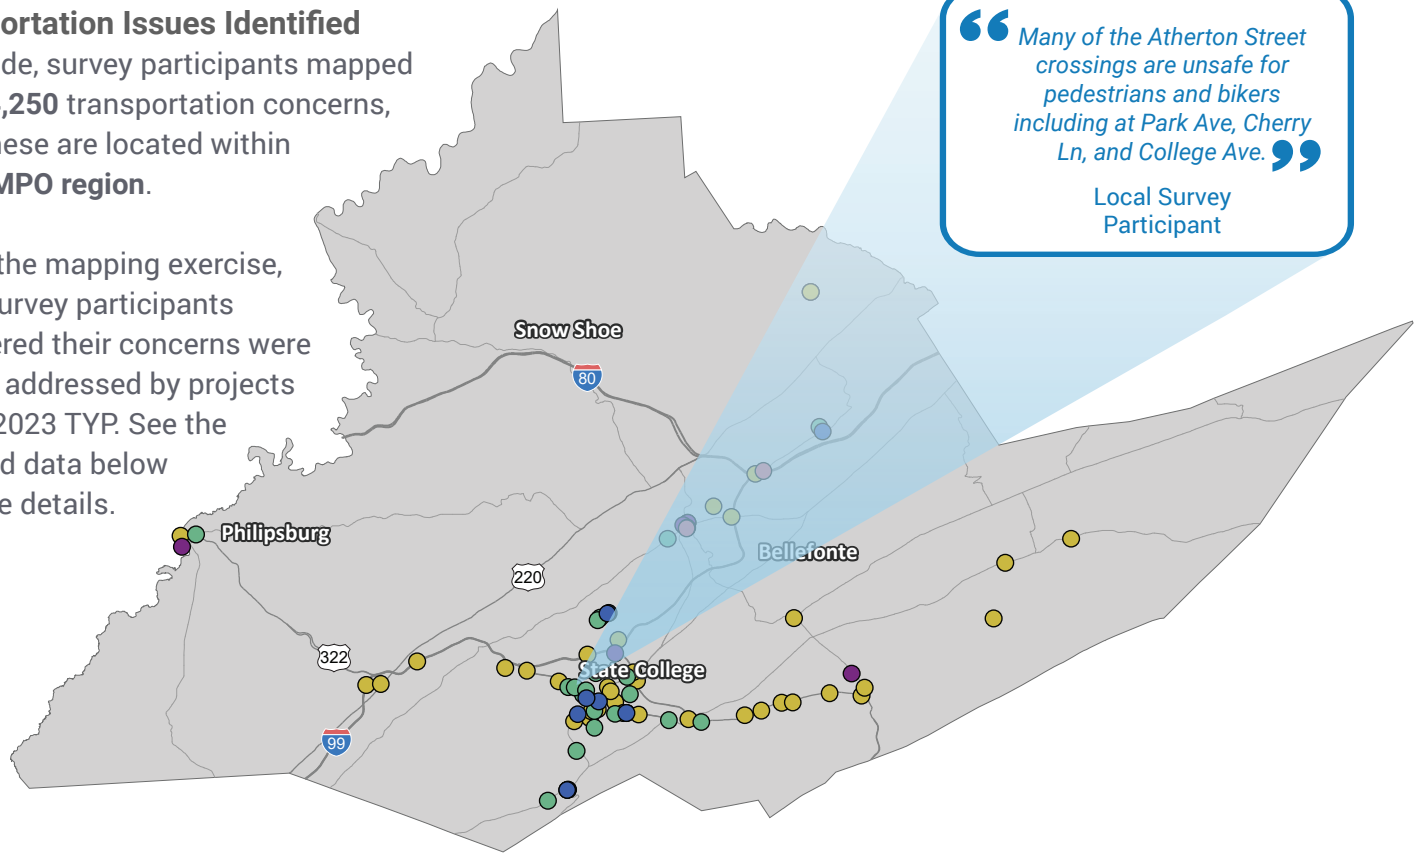 ortation Issues Identified
de, survey participants mapped
,250 transportation concerns,
hese are located within
MPO region.
the mapping exercise,
urvey participants
ered their concerns were
addressed by projects
2023 TYP. See the
d data below
e details.
“ Many of the Atherton Street
crossings are unsafe for
pedestrians and bikers
including at Park Ave, Cherry
Ln, and College Ave. ”
Local Survey
Participant
Snow Shoe
80
Philipsburg
Bellefonte
220
322
State College
99